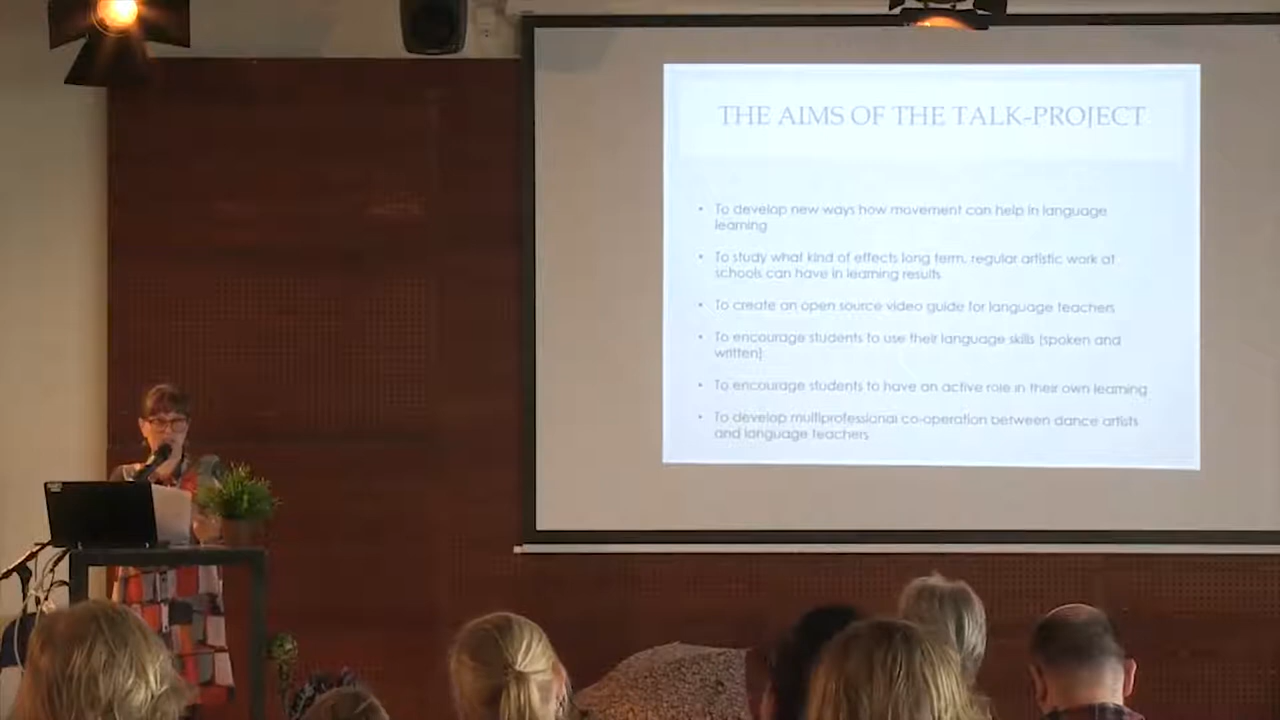 THE AIMS OF THE TALK-PROJECT
• To develop new ways how movement can help in language
learning
• To study what kind of effects long term, regular artistic work at
schools can have in learning results
• To create an open source video guide for language teachers
• To encourage students to use their language skills (spoken and
written)
• To encourage students to have an active role in their own learning
• To develop multiprofessional co-operation between dance artists
and language teachers